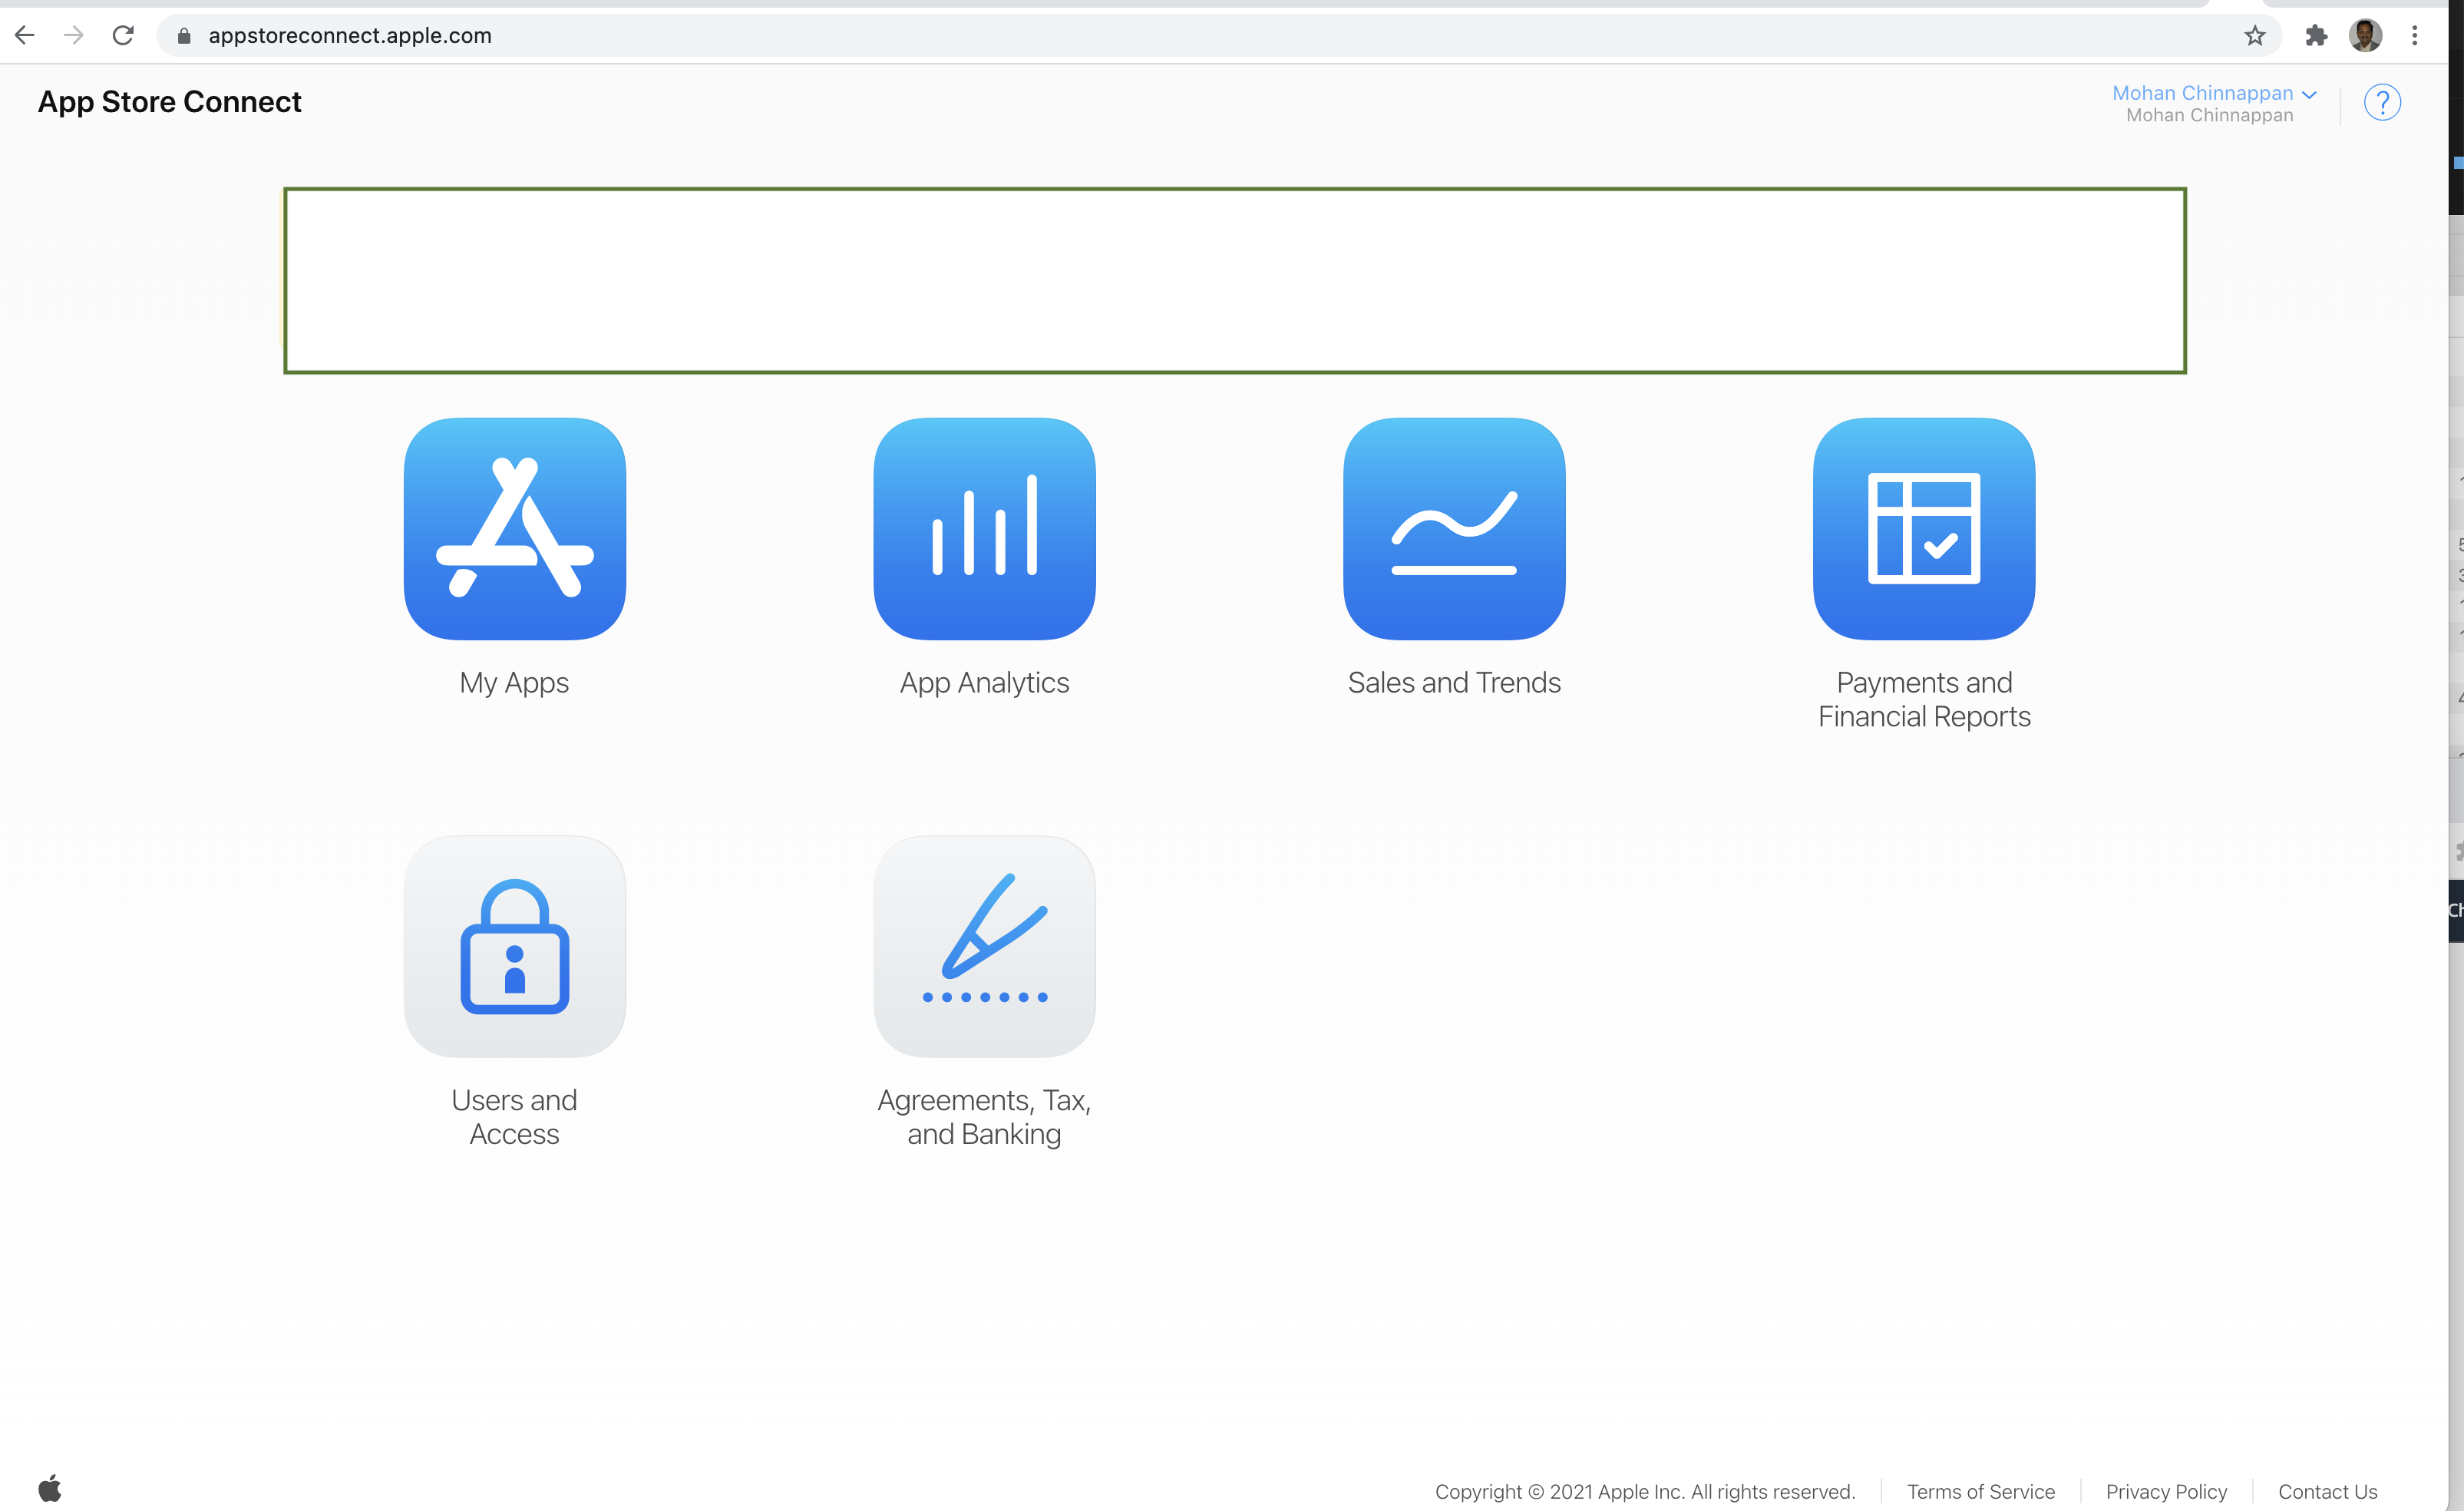 appstoreconnect.apple.com
App Store Connect
Mohan Chinnappan
Mohan Chinnappan
?
My Apps
App Analytics
Sales and Trends
Payments and
Financial Reports
Users and
Access
Agreements, Tax,
and Banking
Copyright © 2021 Apple Inc. All rights reserved.
Terms of Service
Privacy Policy
Contact Us